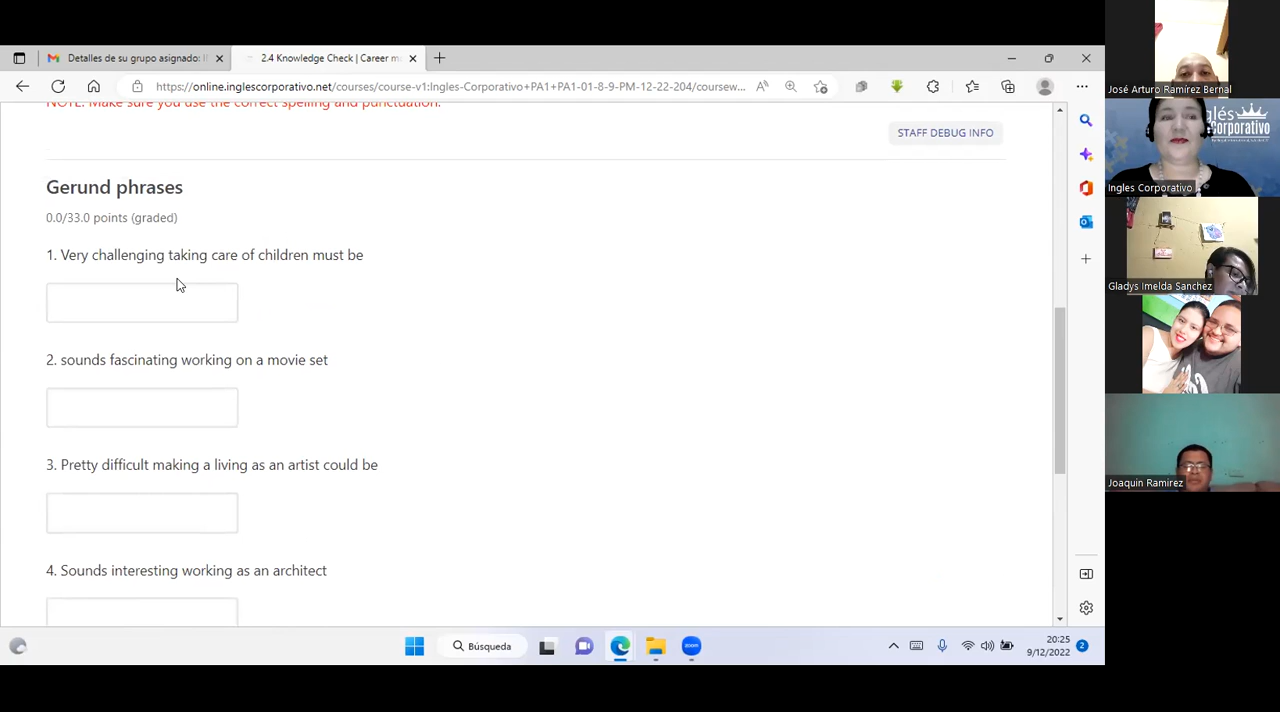 Detalles de su grupo asignado: I
2.4 Knowledge Check | Career m
https://online.inglescorporativo.net/courses/course-v1:Ingles-Corporativo+PA1+PA1-01-8-9-PM-12-22-204/coursew...
NOTE: Make sure you use the correct spelling and punctuation.
STAFF DEBUG INFO
Gerund phrases
0.0/33.0 points (graded)
1. Very challenging taking care of children must be
2. sounds fascinating working on a movie set
3. Pretty difficult making a living as an artist could be
4. Sounds interesting working as an architect
Búsqueda
zoom
20:25
9/12/2022
2
José Arturo Ramírez Bernal
Inglés
Corporativo
Ingles Corporativo
Gladys Imelda Sanchez
Joaquin Ramirez